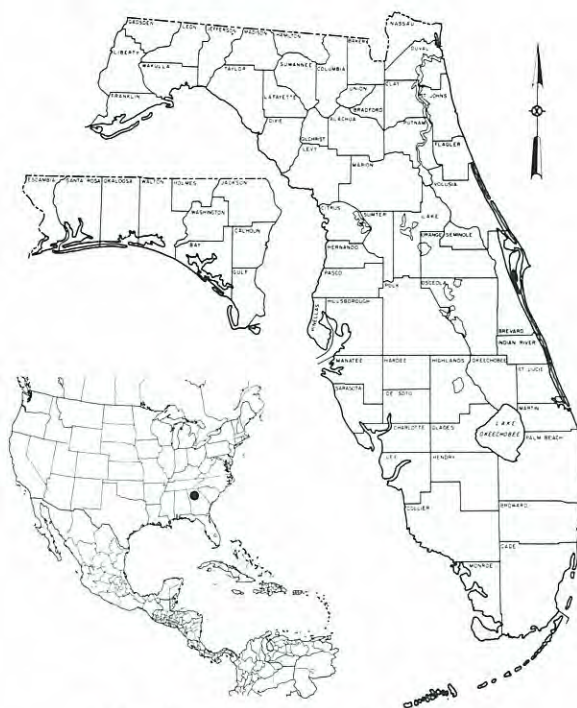 NASSAU
GADSDEN
LEON
JEFFERSON
MADISON
HAMILTON
BAKER
DUVAL
LIBERTY
WAKULLA
TAYLOR
SUWANNEE
COLUMBIA
UNION
CLAY
ST JOHNS
FRANKLIN
LAFAYETTE
BRADFORD
DIXIE
ALACHUA
PUTNAM
GILCHRIST
LEVY
FLAGLER
MARION
VOLUSIA
ESCAMBIA
SANTA ROSA
OKALOOSA
WALTON
HOLMES
JACKSON
WASHINGTON
BAY
CALHOUN
GULF
CITRUS
SUMTER
LAKE
HERNANDO
ORANGE
SEMINOLE
PASCO
POLK
OSCEOLA
PINELLAS
HILLSBOROUGH
BREVARD
INDIAN RIVER
MANATEE
HARDEE
HIGHLANDS
OKEECHOBEE
ST LUCIE
SARASOTA
DE SOTO
MARTIN
CHARLOTTE
GLADES
LAKE
OKEECHOBEE
PALM BEACH
LEE
HENDRY
COLLIER
BROWARD
DADE
MONROE